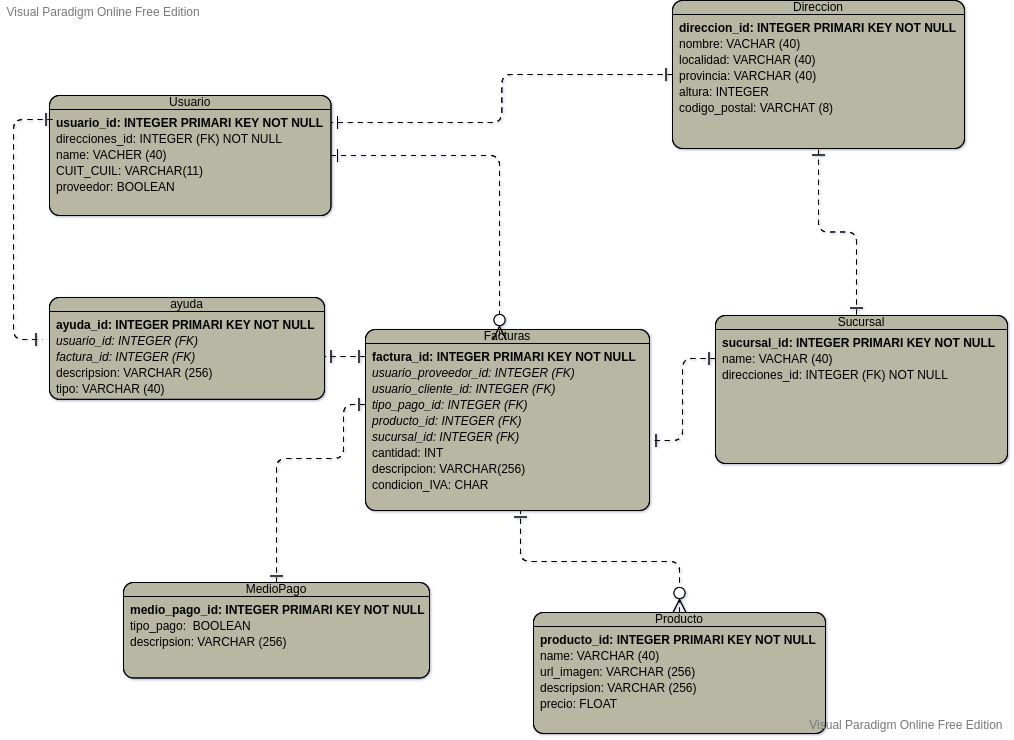 Visual Paradigm Online Free Edition
Direccion
direccion_id: INTEGER PRIMARI KEY NOT NULL
nombre: VACHAR (40)
localidad: VARCHAR (40)
provincia: VARCHAR (40)
altura: INTEGER
codigo_postal: VARCHAT (8)
Usuario
usuario_id: INTEGER PRIMARI KEY NOT NULL
direcciones_id: INTEGER (FK) NOT NULL
name: VACHER (40)
CUIT_CUIL: VARCHAR(11)
proveedor: BOOLEAN
ayuda
ayuda_id: INTEGER PRIMARI KEY NOT NULL
usuario_id: INTEGER (FK)
factura_id: INTEGER (FK)
descripsion: VARCHAR (256)
tipo: VARCHAR (40)
Facturas
factura_id: INTEGER PRIMARI KEY NOT NULL
usuario_proveedor_id: INTEGER (FK)
usuario_cliente_id: INTEGER (FK)
tipo_pago_id: INTEGER (FK)
producto_id: INTEGER (FK)
sucursal_id: INTEGER (FK)
cantidad: INT
descripcion: VARCHAR(256)
condicion_IVA: CHAR
Sucursal
sucursal_id: INTEGER PRIMARI KEY NOT NULL
name: VACHAR (40)
direcciones_id: INTEGER (FK) NOT NULL
MedioPago
medio_pago_id: INTEGER PRIMARI KEY NOT NULL
tipo_pago: BOOLEAN
descripsion: VARCHAR (256)
Producto
producto_id: INTEGER PRIMARI KEY NOT NULL
name: VARCHAR (40)
url_imagen: VARCHAR (256)
descripsion: VARCHAR (256)
precio: FLOAT
Visual Paradigm Online Free Edition